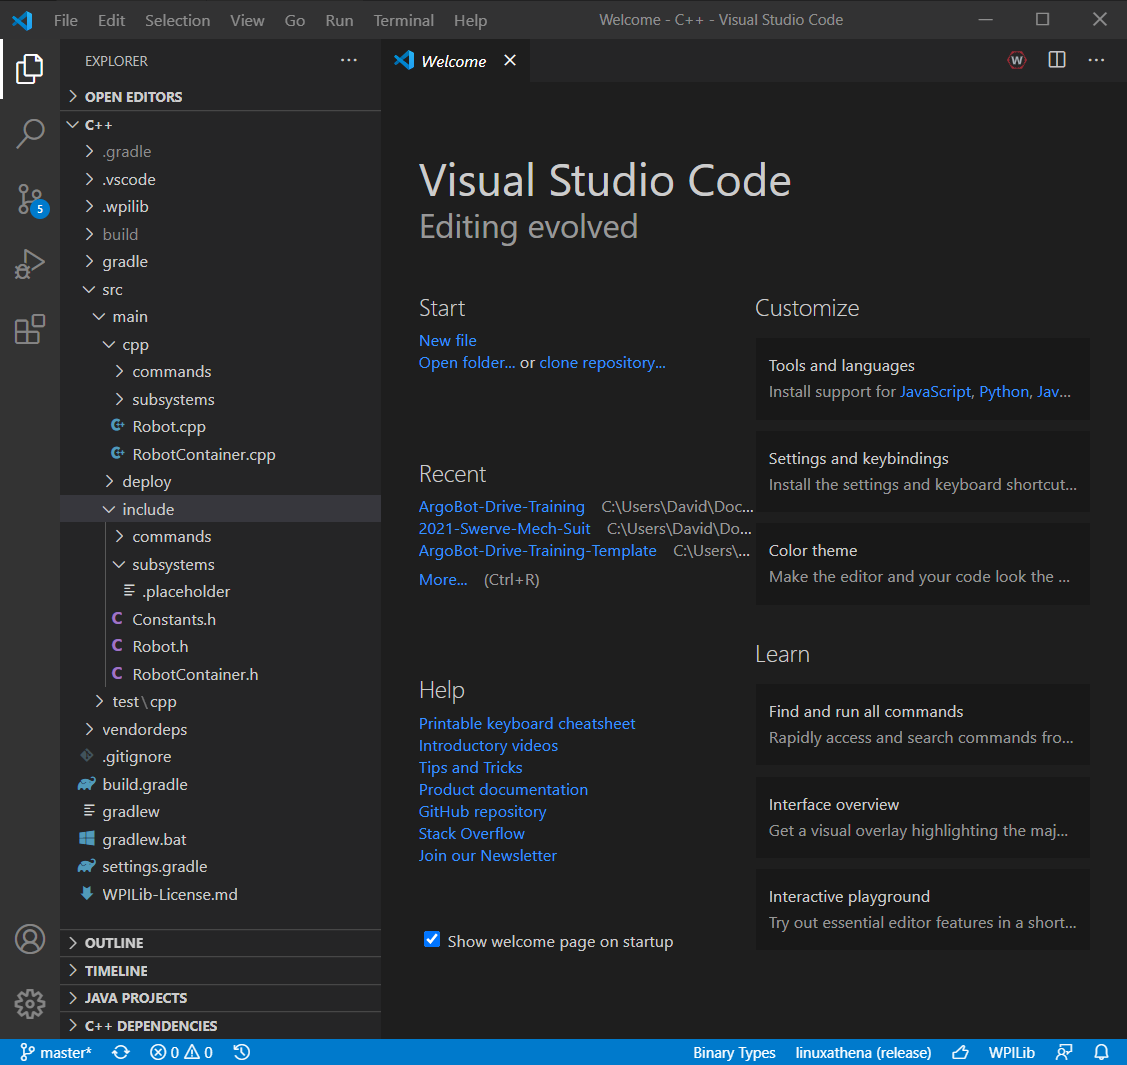 File Edit Selection View Go Run Terminal Help Welcome - C++ - Visual Studio Code
EXPLORER
OPEN EDITORS
C++
.gradle
.vscode
.wpilib
build
gradle
src
main
cpp
commands
subsystems
Robot.cpp
RobotContainer.cpp
deploy
include
commands
subsystems
.placeholder
Constants.h
Robot.h
RobotContainer.h
test\cpp
vendordeps
.gitignore
build.gradle
gradlew
gradlew.bat
settings.gradle
WPILib-License.md
OUTLINE
TIMELINE
JAVA PROJECTS
C++ DEPENDENCIES
5
Welcome
W
Visual Studio Code
Editing evolved
Start
New file
Open folder... or clone repository...
Recent
ArgoBot-Drive-Training C:\Users\David\Doc...
2021-Swerve-Mech-Suit C:\Users\David\Do...
ArgoBot-Drive-Training-Template C:\Users\...
More... (Ctrl+R)
Help
Printable keyboard cheatsheet
Introductory videos
Tips and Tricks
Product documentation
GitHub repository
Stack Overflow
Join our Newsletter
Show welcome page on startup
Customize
Tools and languages
Install support for JavaScript, Python, Jav...
Settings and keybindings
Install the settings and keyboard shortcut...
Color theme
Make the editor and your code look the ...
Learn
Find and run all commands
Rapidly access and search commands fro...
Interface overview
Get a visual overlay highlighting the maj...
Interactive playground
Try out essential editor features in a short...
master* 0 0 Binary Types linuxathena (release) WPILib